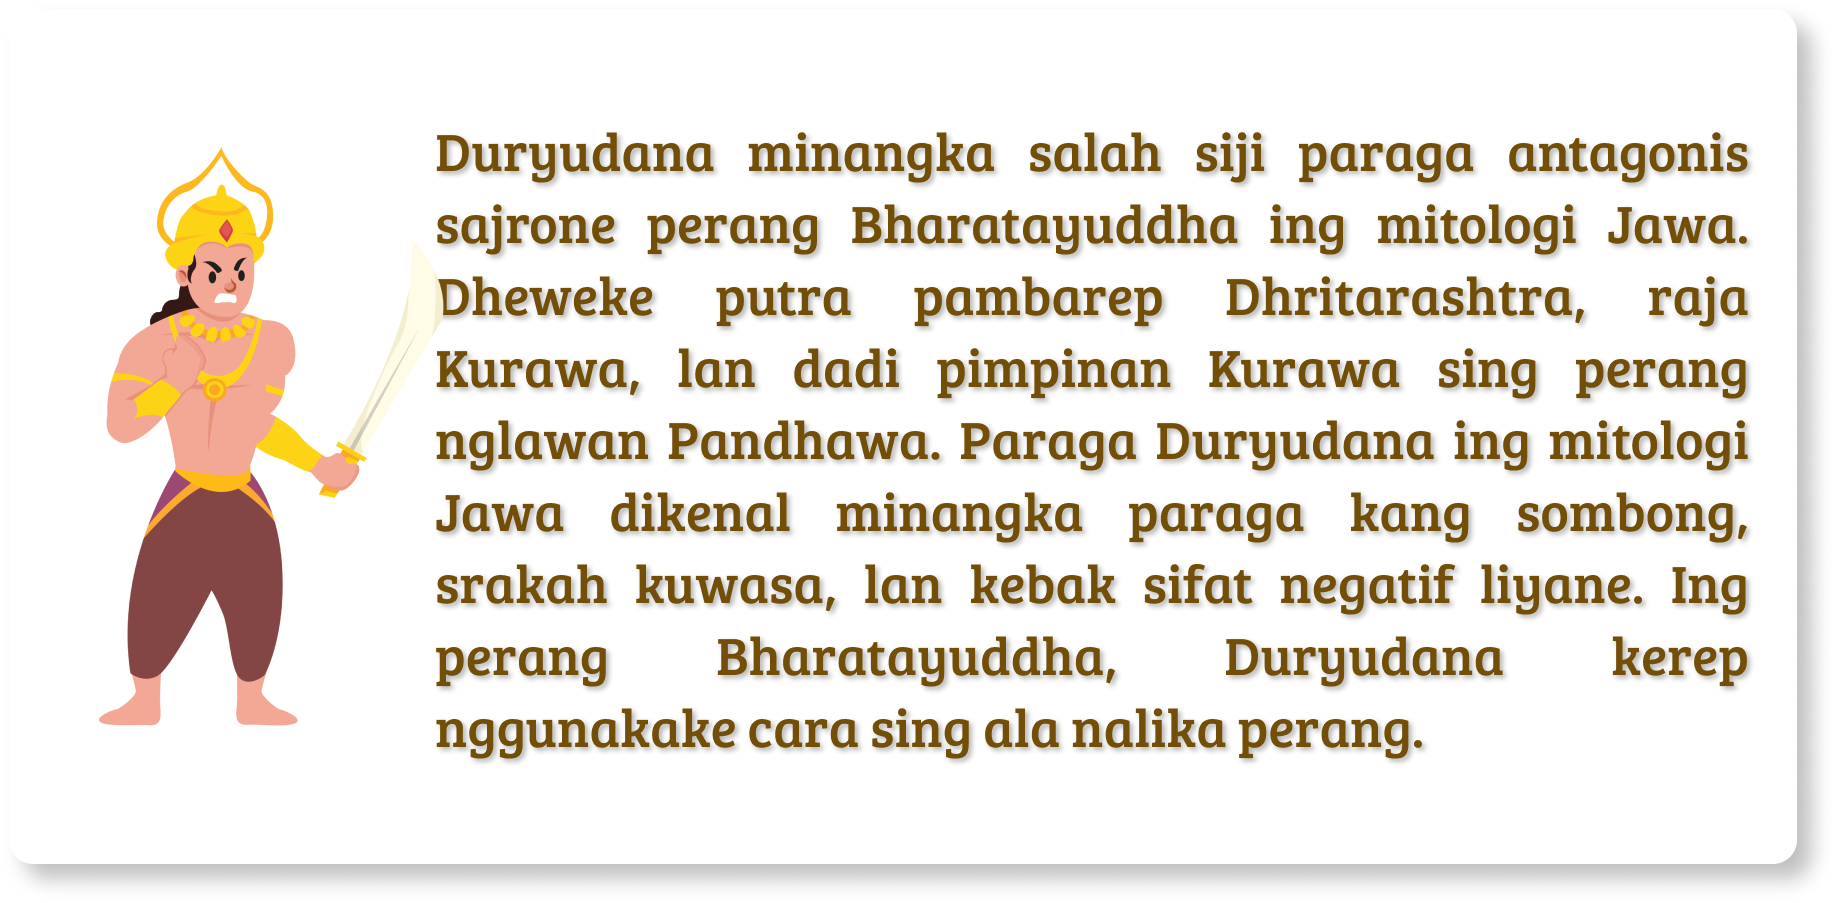 Duryudana minangka salah siji paraga antagonis
sajrone perang Bharatayuddha ing mitologi Jawa.
Dheweke putra pambarep Dhritarashtra, raja
Kurawa, lan dadi pimpinan Kurawa sing perang
nglawan Pandhawa. Paraga Duryudana ing mitologi
Jawa dikenal minangka paraga kang sombong,
srakah kuwasa, lan kebak sifat negatif liyane. Ing
perang Bharatayuddha, Duryudana kerep
nggunakake cara sing ala nalika perang.